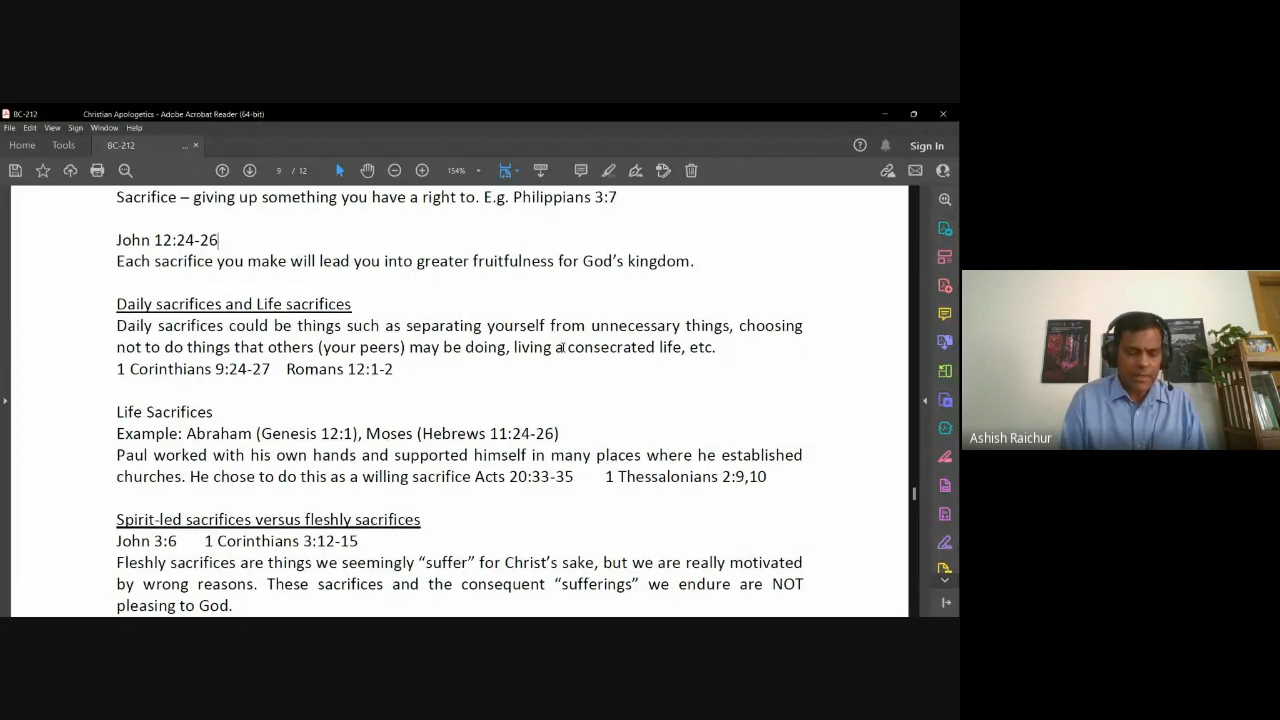 BC-212
Christian Apologetics - Adobe Acrobat Reader (64-bit)
File Edit View Sign Window Help
Home Tools BC-212 ... × Sign In
9 / 12 154%
Sacrifice – giving up something you have a right to. E.g. Philippians 3:7
John 12:24-26
Each sacrifice you make will lead you into greater fruitfulness for God’s kingdom.
Daily sacrifices and Life sacrifices
Daily sacrifices could be things such as separating yourself from unnecessary things, choosing
not to do things that others (your peers) may be doing, living a consecrated life, etc.
1 Corinthians 9:24-27 Romans 12:1-2
Life Sacrifices
Example: Abraham (Genesis 12:1), Moses (Hebrews 11:24-26)
Paul worked with his own hands and supported himself in many places where he established
churches. He chose to do this as a willing sacrifice Acts 20:33-35 1 Thessalonians 2:9,10
Spirit-led sacrifices versus fleshly sacrifices
John 3:6 1 Corinthians 3:12-15
Fleshly sacrifices are things we seemingly “suffer” for Christ’s sake, but we are really motivated
by wrong reasons. These sacrifices and the consequent “sufferings” we endure are NOT
pleasing to God.
Ashish Raichur